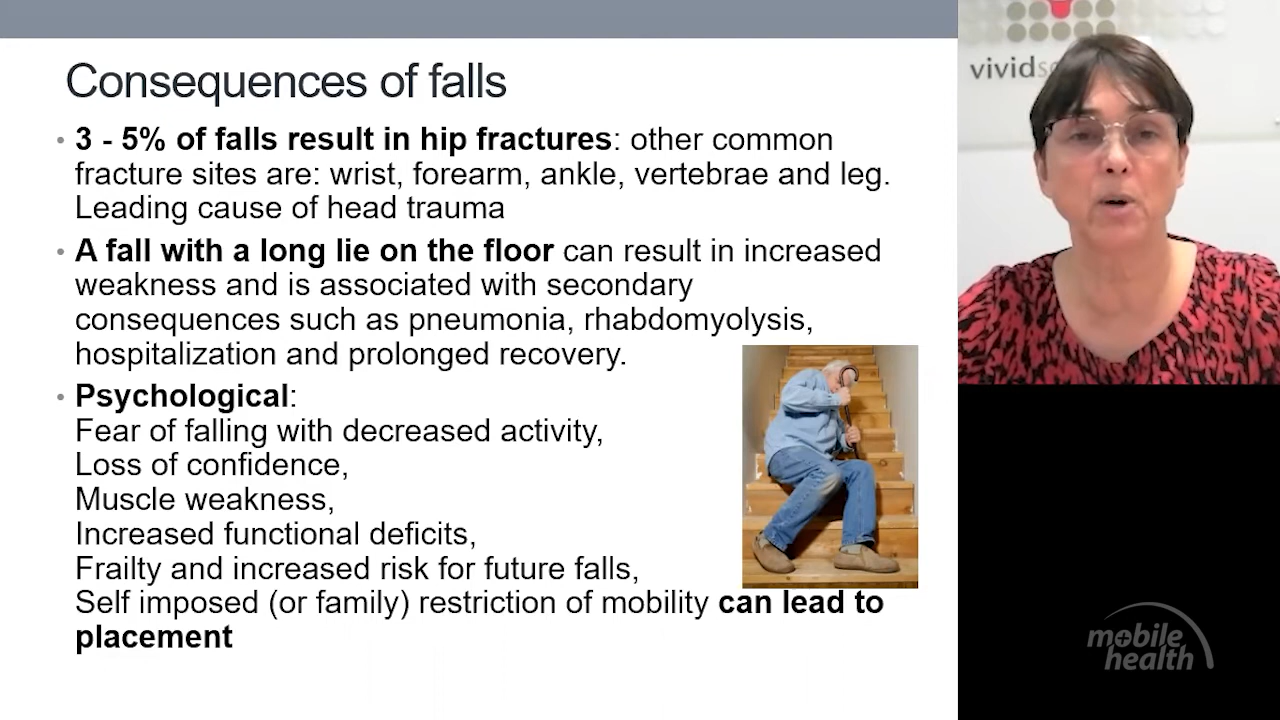 Consequences of falls
• 3 - 5% of falls result in hip fractures: other common
fracture sites are: wrist, forearm, ankle, vertebrae and leg.
Leading cause of head trauma
• A fall with a long lie on the floor can result in increased
weakness and is associated with secondary
consequences such as pneumonia, rhabdomyolysis,
hospitalization and prolonged recovery.
• Psychological:
Fear of falling with decreased activity,
Loss of confidence,
Muscle weakness,
Increased functional deficits,
Frailty and increased risk for future falls,
Self imposed (or family) restriction of mobility can lead to
placement
mobile
health